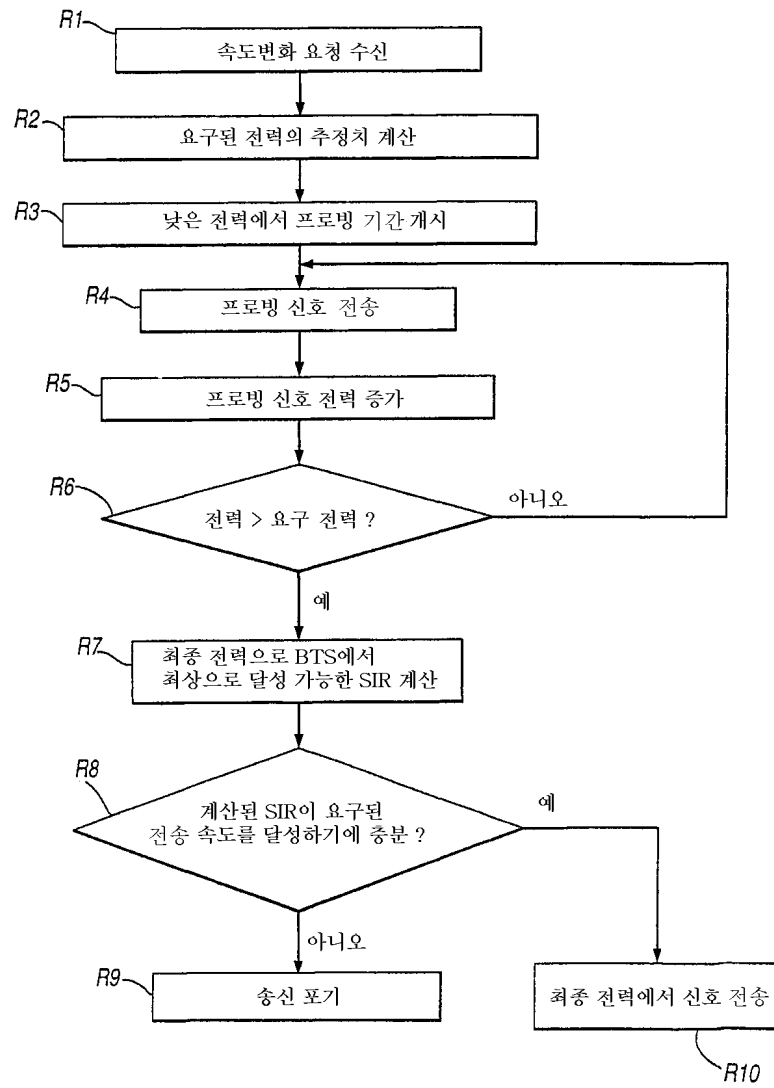 R1
속도변화 요청 수신
R2
요구된 전력의 추정치 계산
R3
낮은 전력에서 프로빙 기간 개시
R4
프로빙 신호 전송
R5
프로빙 신호 전력 증가
R6
전력 > 요구 전력 ?
아니오
예
R7
최종 전력으로 BTS에서
최상으로 달성 가능한 SIR 계산
R8
계산된 SIR이 요구된
전송 속도를 달성하기에 충분 ?
예
아니오
R9
송신 포기
최종 전력에서 신호 전송
R10